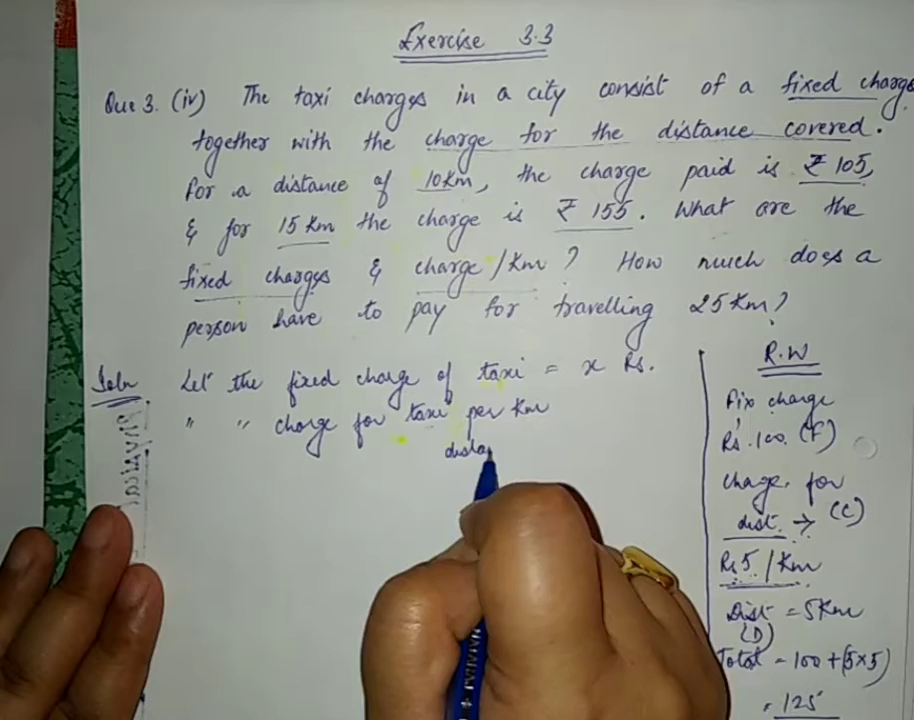 Exercise 3.3
Que 3. (iv) The taxi charges in a city consist of a fixed charge
together with the charge for the distance covered.
For a distance of 10 Km, the charge paid is ₹ 105,
& for 15 Km the charge is ₹ 155. What are the
fixed charges & charge / Km ? How much does a
person have to pay for travelling 25 Km ?
Soln Let the fixed charge of taxi = x Rs.
" " charge for taxi per Km
dista
R.W
Fix charge
Rs. 100. (F)
Charge for
dist. → (C)
Rs 5. / Km
Dist = 5 Km
(D)
Total = 100 + (5×5)
= 125
NATARAJ